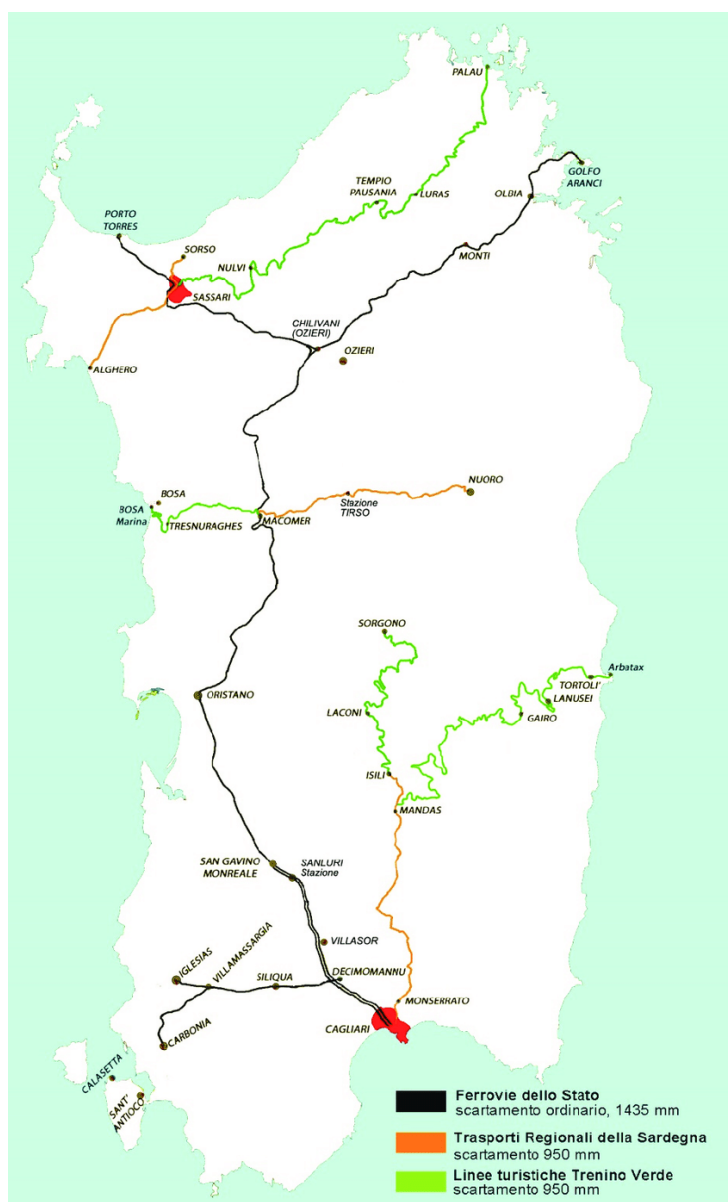 PALAU
GOLFO
ARANCI
TEMPIO
PAUSANIA
LURAS
OLBIA
PORTO
TORRES
SORSO
NULVI
MONTI
SASSARI
CHILIVANI
(OZIERI)
OZIERI
ALGHERO
BOSA
BOSA
Marina
TRESNURAGHES
MACOMER
Stazione
TIRSO
NUORO
SORGONO
Arbatax
TORTOLI'
LANUSEI
GAIRO
ORISTANO
LACONI
ISILI
MANDAS
SAN GAVINO
MONREALE
SANLURI
Stazione
VILLASOR
IGLESIAS
VILLAMASSARGIA
SILIQUA
DECIMOMANNU
MONSERRATO
CAGLIARI
CARBONIA
CALASETTA
SANT'
ANTIOCO
Ferrovie dello Stato
scartamento ordinario, 1435 mm
Trasporti Regionali della Sardegna
scartamento 950 mm
Linee turistiche Trenino Verde
scartamento 950 mm